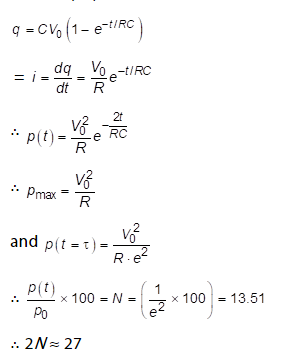 q = CV₀ (1 – e^(–t/RC))
= i = dq/dt = V₀/R e^(–t/RC)
∴ p(t) = V₀²/R e^(–2t/RC)
∴ p_max = V₀²/R
and p(t = τ) = V₀²/(R · e²)
∴ p(t)/p₀ × 100 = N = (1/e² × 100) = 13.51
∴ 2N ≈ 27